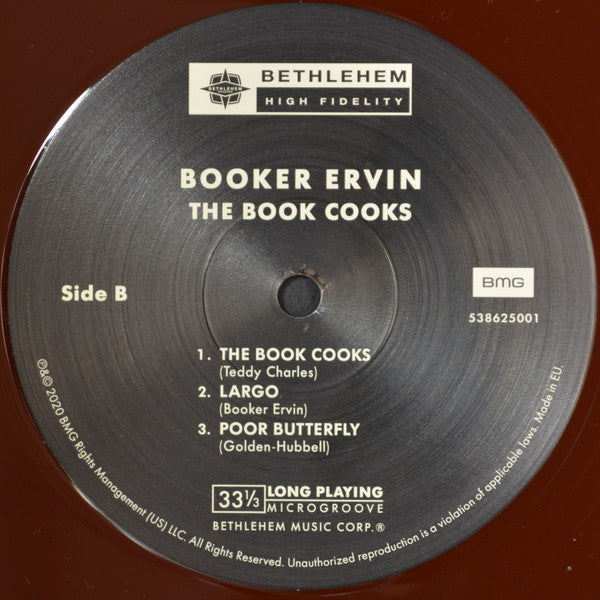 BETHLEHEM
BETHLEHEM
HIGH FIDELITY
BOOKER ERVIN
THE BOOK COOKS
Side B
BMG
538625001
1. THE BOOK COOKS
(Teddy Charles)
2. LARGO
(Booker Ervin)
3. POOR BUTTERFLY
(Golden-Hubbell)
33⅓ LONG PLAYING
MICROGROOVE
BETHLEHEM MUSIC CORP.®
℗&© 2020 BMG Rights Management (US) LLC. All Rights Reserved. Unauthorized reproduction is a violation of applicable laws. Made in EU.